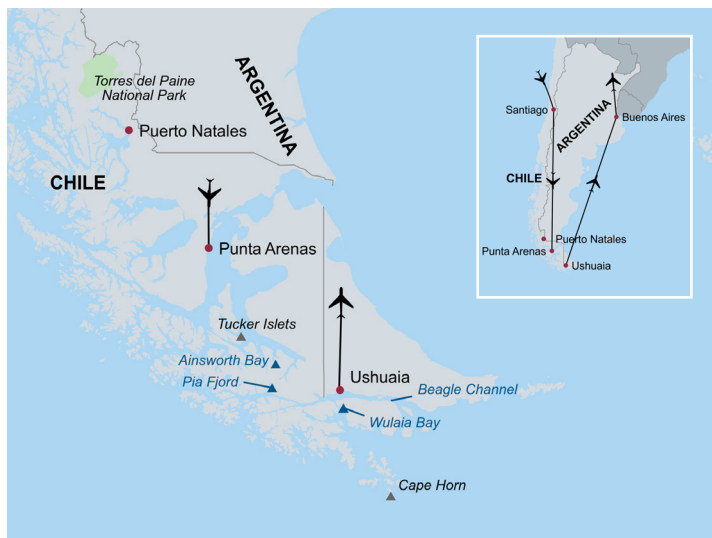 Torres del Paine
National Park
ARGENTINA
Puerto Natales
CHILE
Punta Arenas
Tucker Islets
Ainsworth Bay
Pia Fjord
Ushuaia
Beagle Channel
Wulaia Bay
Cape Horn
Santiago
Buenos Aires
ARGENTINA
CHILE
Puerto Natales
Punta Arenas
Ushuaia